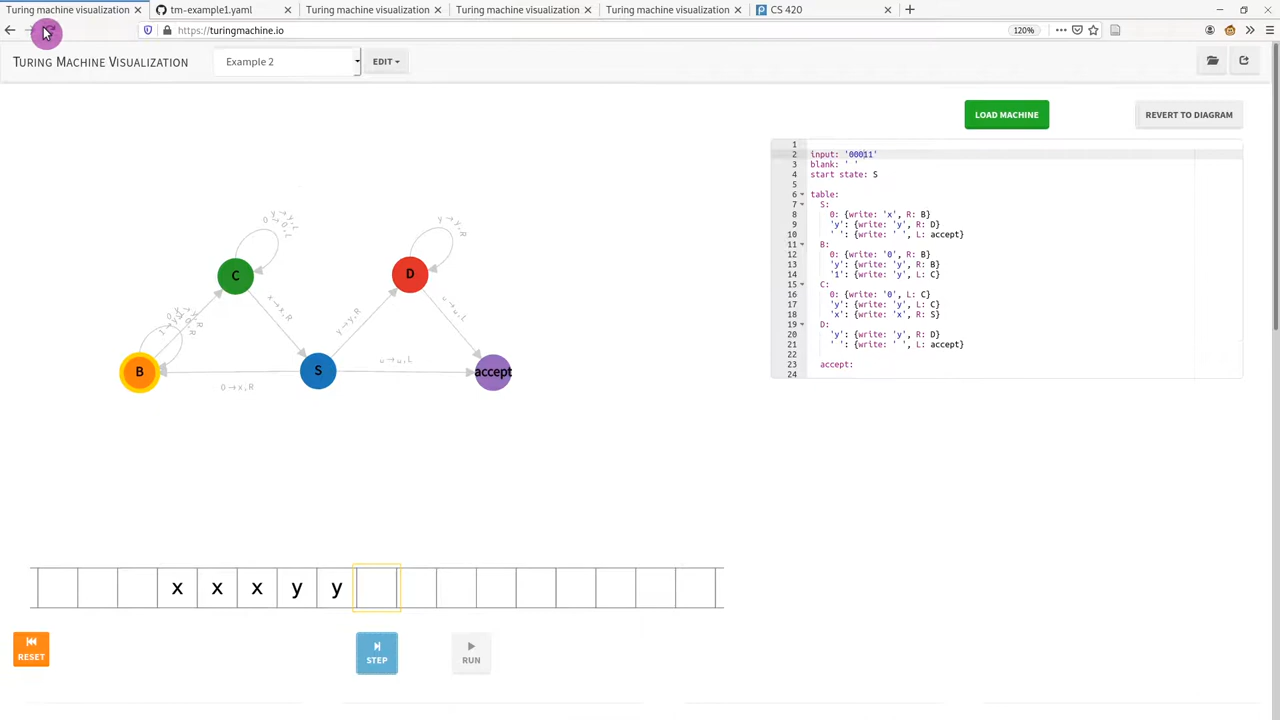 Turing machine visualization × tm-example1.yaml × Turing machine visualization × Turing machine visualization × Turing machine visualization × CS 420 × +
https://turingmachine.io 120%
TURING MACHINE VISUALIZATION Example 2 EDIT
LOAD MACHINE REVERT TO DIAGRAM
1
2 input: '00011'
3 blank: ' '
4 start state: S
5
6 table:
7 S:
8 0: {write: 'x', R: B}
9 'y': {write: 'y', R: D}
10 ' ': {write: ' ', L: accept}
11 B:
12 0: {write: '0', R: B}
13 'y': {write: 'y', R: B}
14 '1': {write: 'y', L: C}
15 C:
16 0: {write: '0', L: C}
17 'y': {write: 'y', L: C}
18 'x': {write: 'x', R: S}
19 D:
20 'y': {write: 'y', R: D}
21 ' ': {write: ' ', L: accept}
22
23 accept:
24
y→y,L
0→0,L
y→y,R
C
D
x→x,R
y→y,R
␣→␣,L
B
S
accept
␣→␣,L
0→x,R
x x x y y
RESET STEP RUN